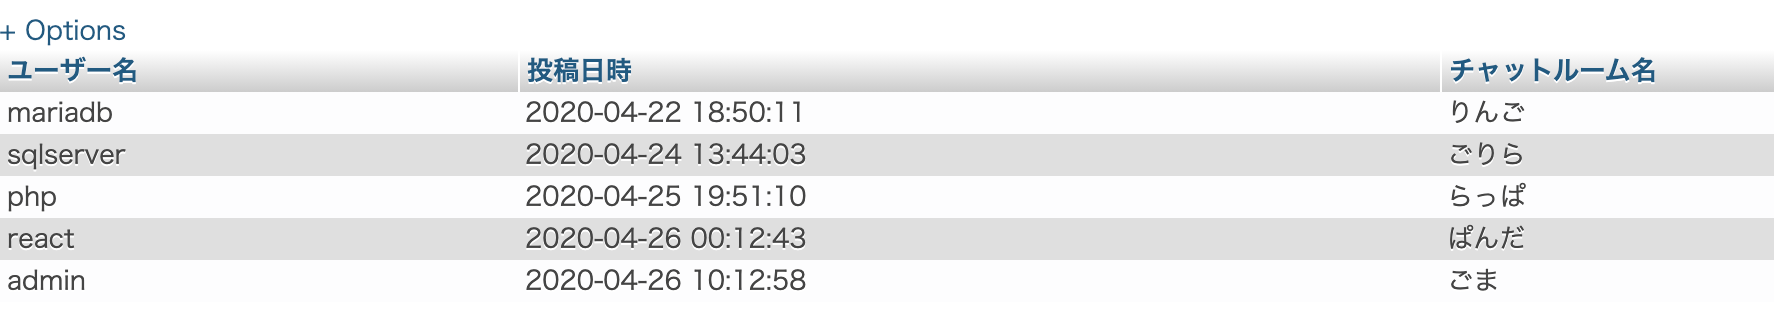 + Options
ユーザー名 投稿日時 チャットルーム名
mariadb 2020-04-22 18:50:11 りんご
sqlserver 2020-04-24 13:44:03 ごりら
php 2020-04-25 19:51:10 らっぱ
react 2020-04-26 00:12:43 ぱんだ
admin 2020-04-26 10:12:58 ごま